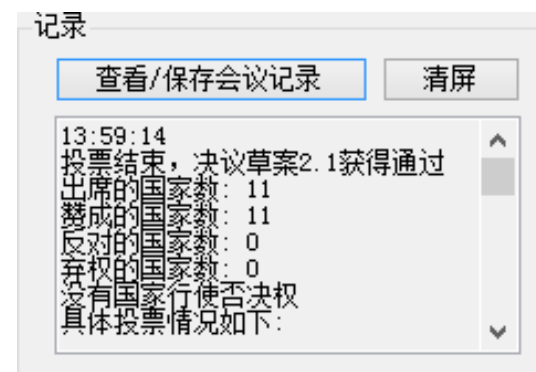 记录
查看/保存会议记录
清屏
13:59:14
投票结束，决议草案2.1获得通过
出席的国家数: 11
赞成的国家数: 11
反对的国家数: 0
弃权的国家数: 0
没有国家行使否决权
具体投票情况如下: